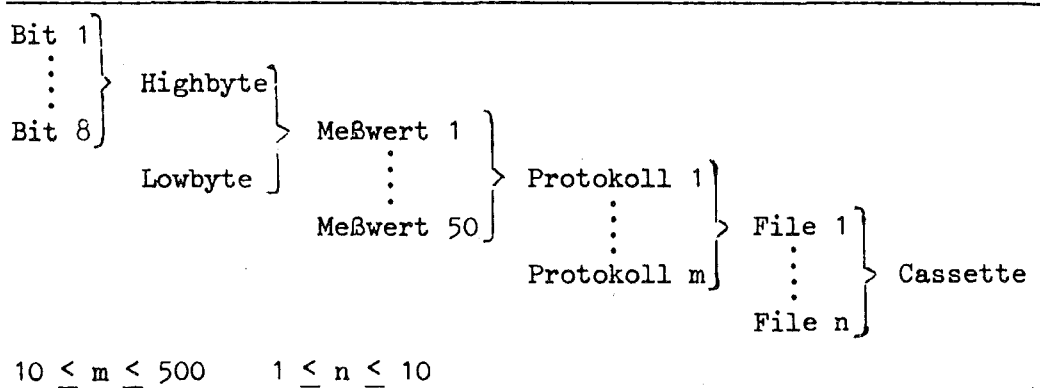 Bit 1
Bit 8
Highbyte
Lowbyte
Meßwert 1
Meßwert 50
Protokoll 1
Protokoll m
File 1
File n
Cassette
10 ≤ m ≤ 500 1 ≤ n ≤ 10